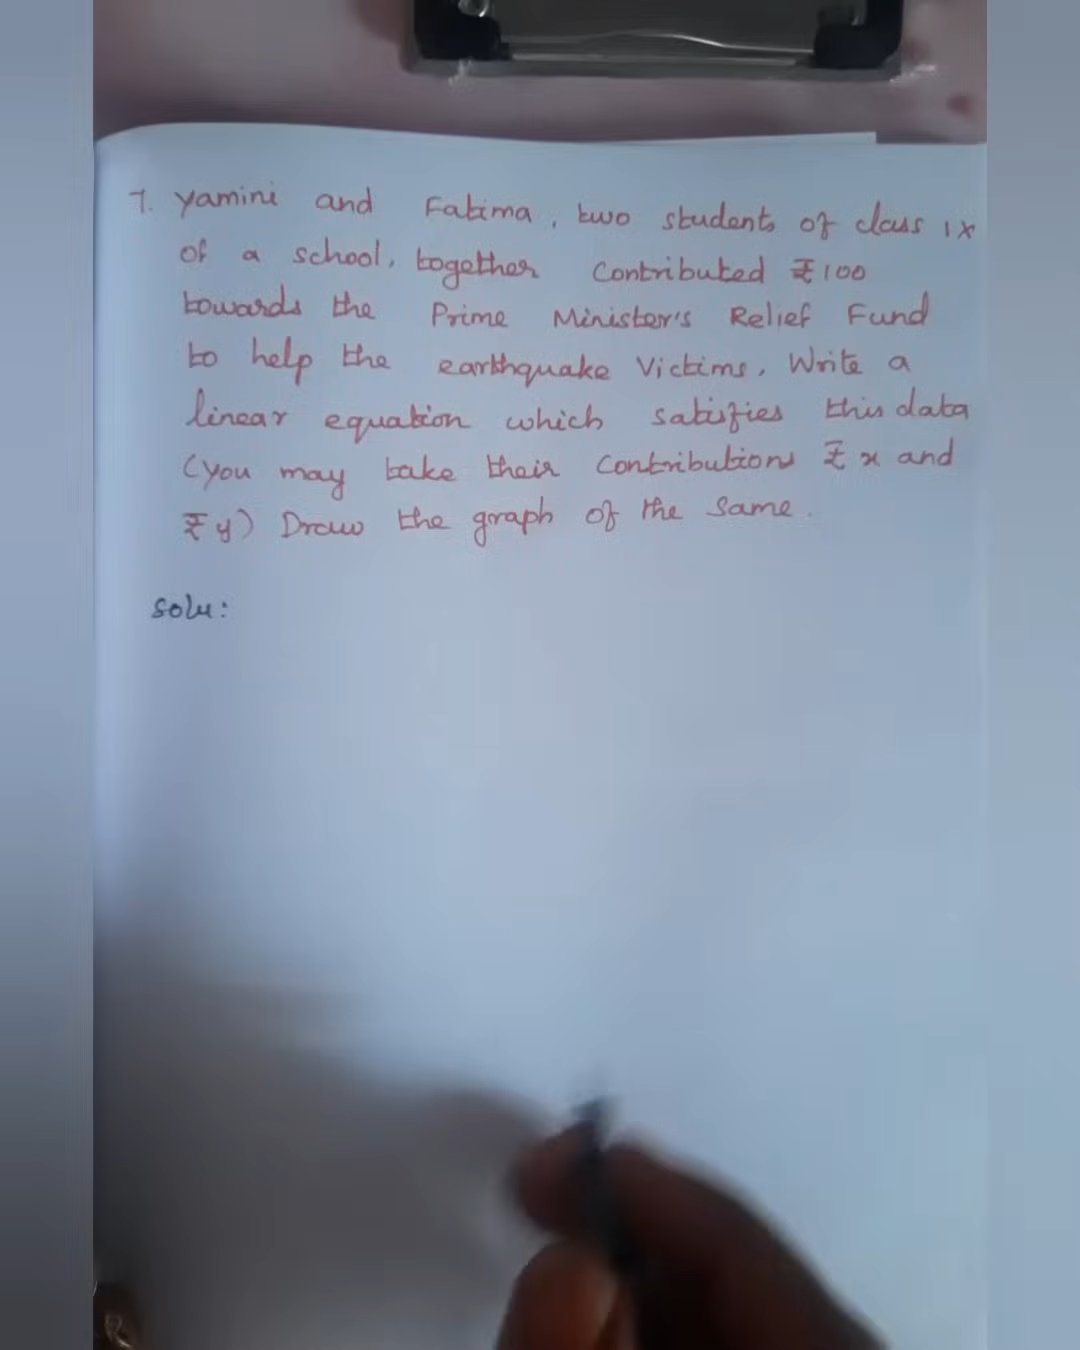 7. Yamini and Fatima, two students of class IX
of a school, together contributed ₹100
towards the Prime Minister's Relief Fund
to help the earthquake Victims. Write a
linear equation which satisfies this data
(you may take their contributions ₹ x and
₹ y) Draw the graph of the same.
Solu: